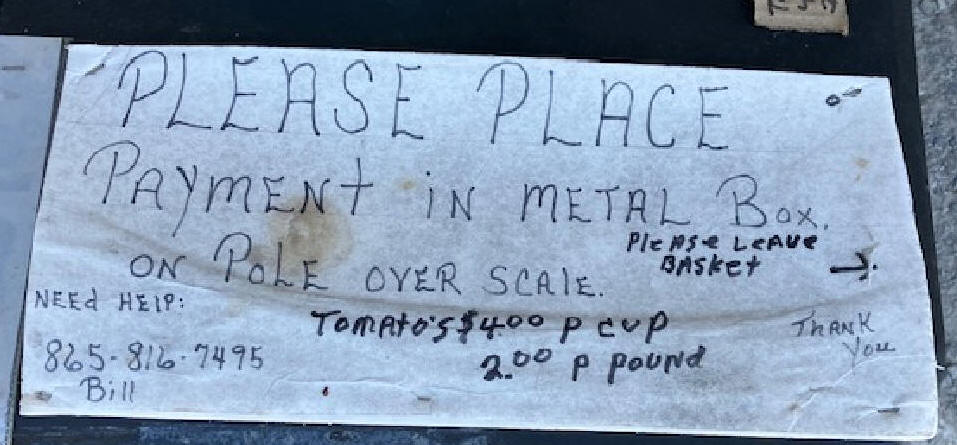 PLEASE PLACE
PAYMENt iN METAL Box.
PleAse LeAve
BAsket
ON PoLE OVER SCAlE.
NEEd HElP:
TOMAto's $4.00 P cup
THANK
You
865-816-7495
2.00 P Pound
Bill